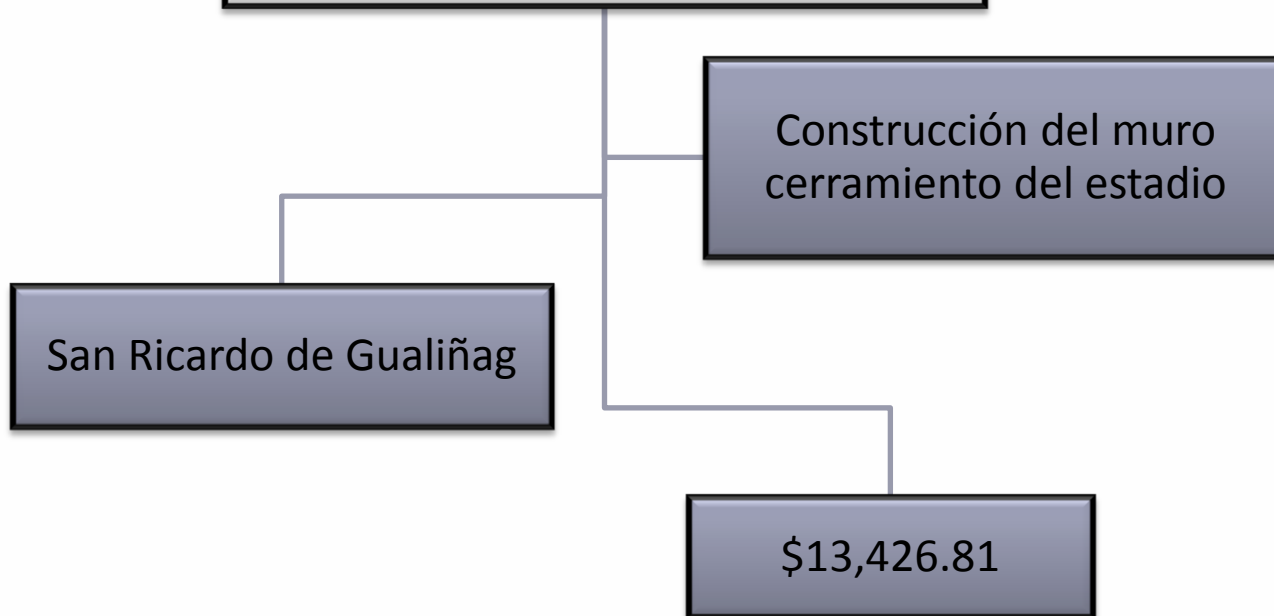 Construcción del muro
cerramiento del estadio
San Ricardo de Gualiñag
$13,426.81